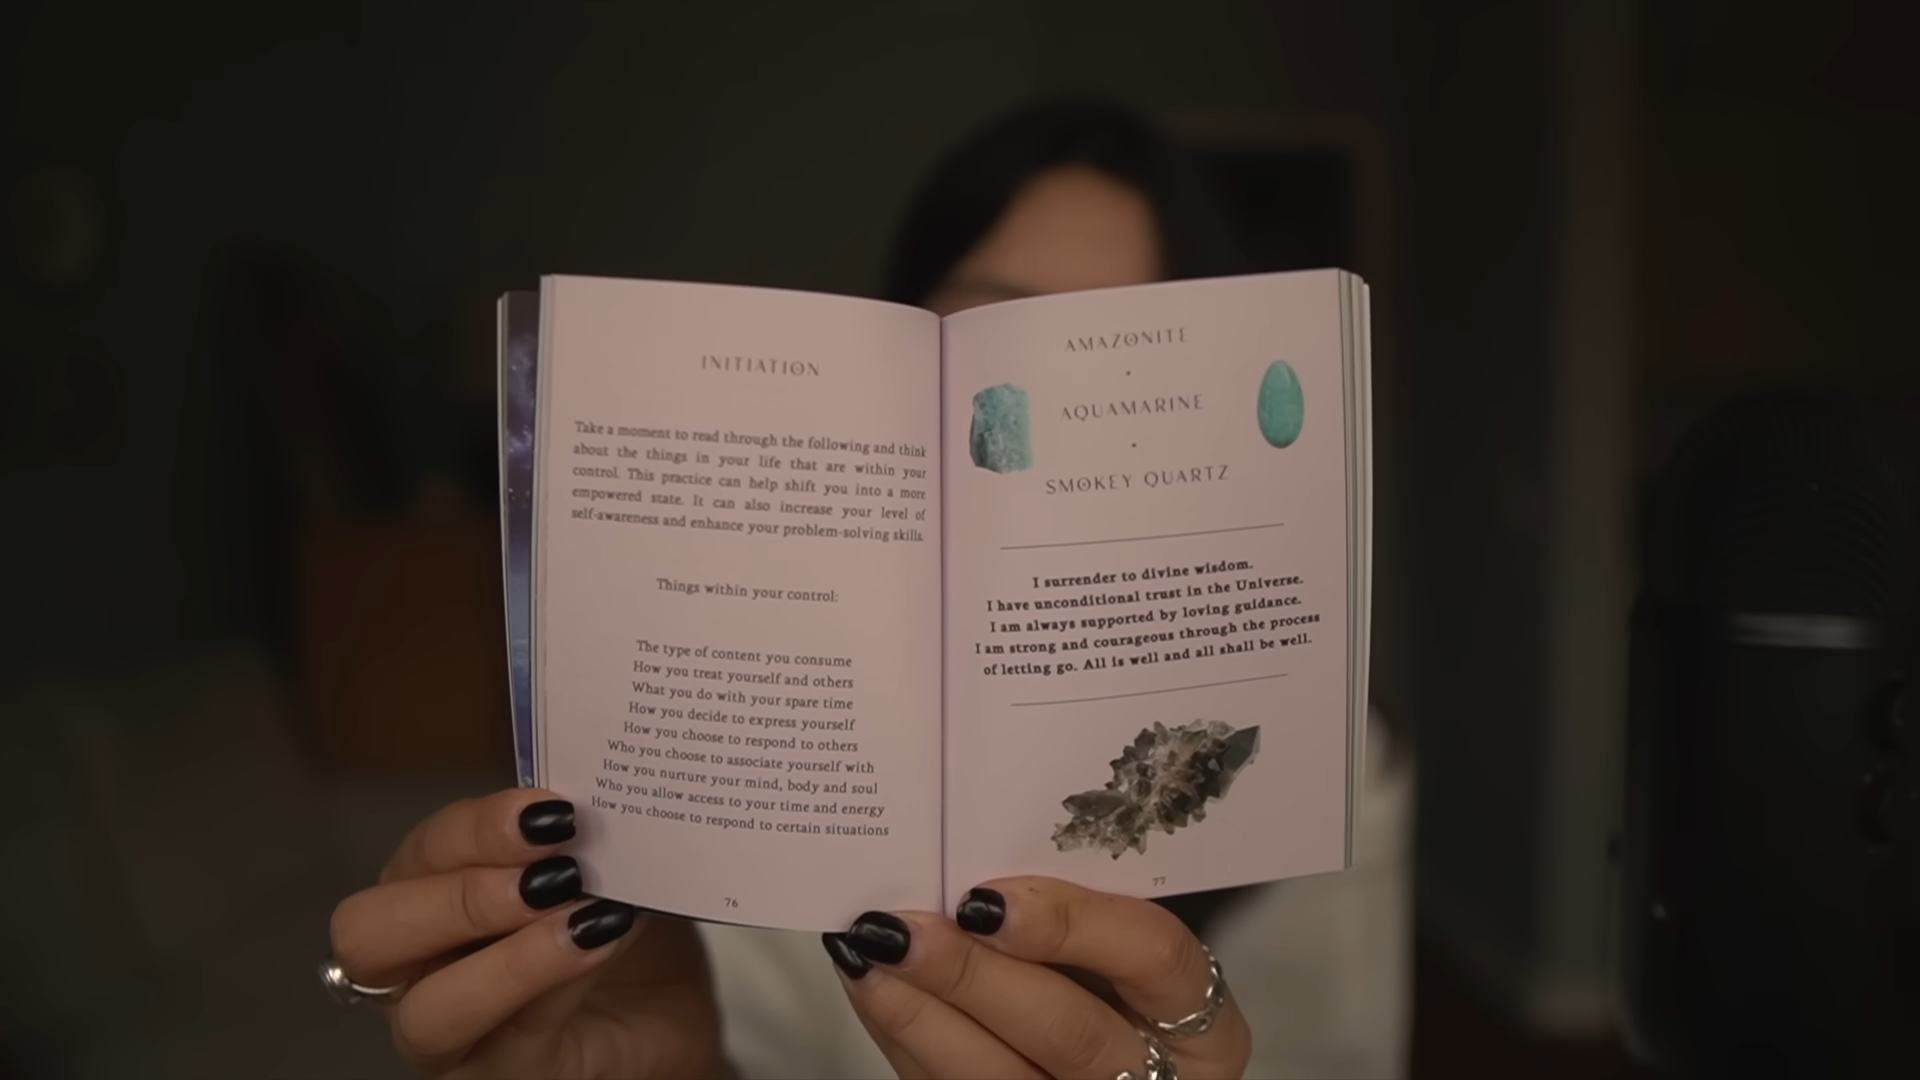 INITIATION
Take a moment to read through the following and think
about the things in your life that are within your
control. This practice can help shift you into a more
empowered state. It can also increase your level of
self-awareness and enhance your problem-solving skills.
Things within your control:
The type of content you consume
How you treat yourself and others
What you do with your spare time
How you decide to express yourself
How you choose to respond to others
Who you choose to associate yourself with
How you nurture your mind, body and soul
Who you allow access to your time and energy
How you choose to respond to certain situations
76
AMAZONITE
•
AQUAMARINE
•
SMOKEY QUARTZ
I surrender to divine wisdom.
I have unconditional trust in the Universe.
I am always supported by loving guidance.
I am strong and courageous through the process
of letting go. All is well and all shall be well.
77